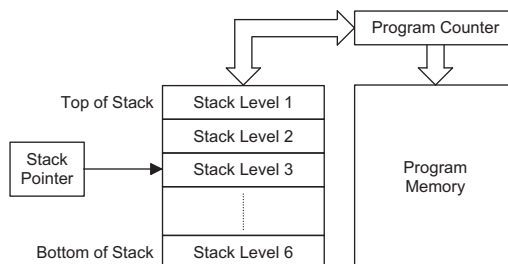 Program Counter
Top of Stack
Stack Level 1
Stack Level 2
Stack
Pointer
Stack Level 3
Program
Memory
Bottom of Stack
Stack Level 6